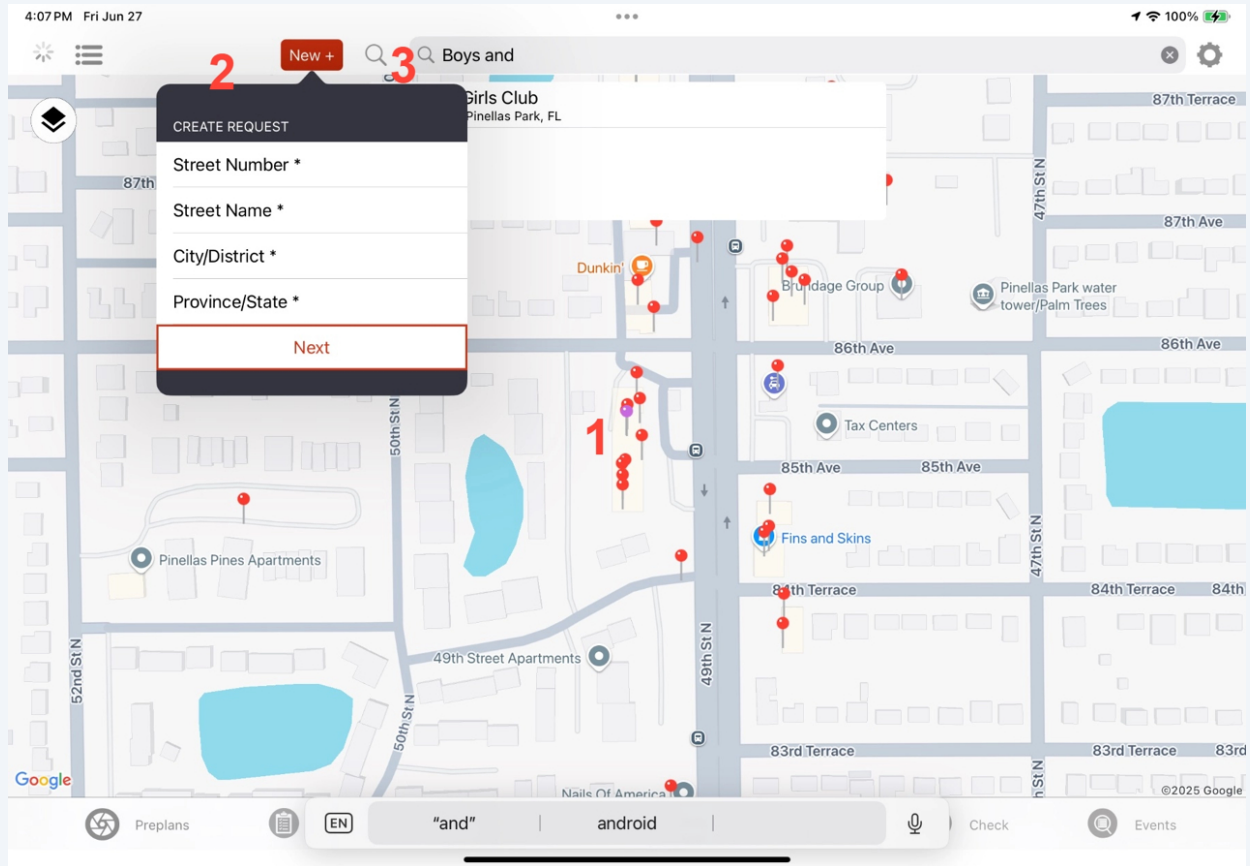 4:07 PM Fri Jun 27
100%
2
New +
3
Boys and
CREATE REQUEST
Street Number *
Street Name *
City/District *
Province/State *
Next
Girls Club
Pinellas Park, FL
87th Terrace
87th
47th St N
87th Ave
Dunkin'
Brundage Group
Pinellas Park water
tower/Palm Trees
86th Ave
86th Ave
1
50th St N
Tax Centers
85th Ave
85th Ave
Pinellas Pines Apartments
Fins and Skins
47th St N
84th Terrace
84th Terrace
84th
52nd St N
49th Street Apartments
49th St N
50th St N
83rd Terrace
83rd Terrace
83rd
Google
Nails Of America
St N
©2025 Google
Preplans
EN
"and"
android
Check
Events